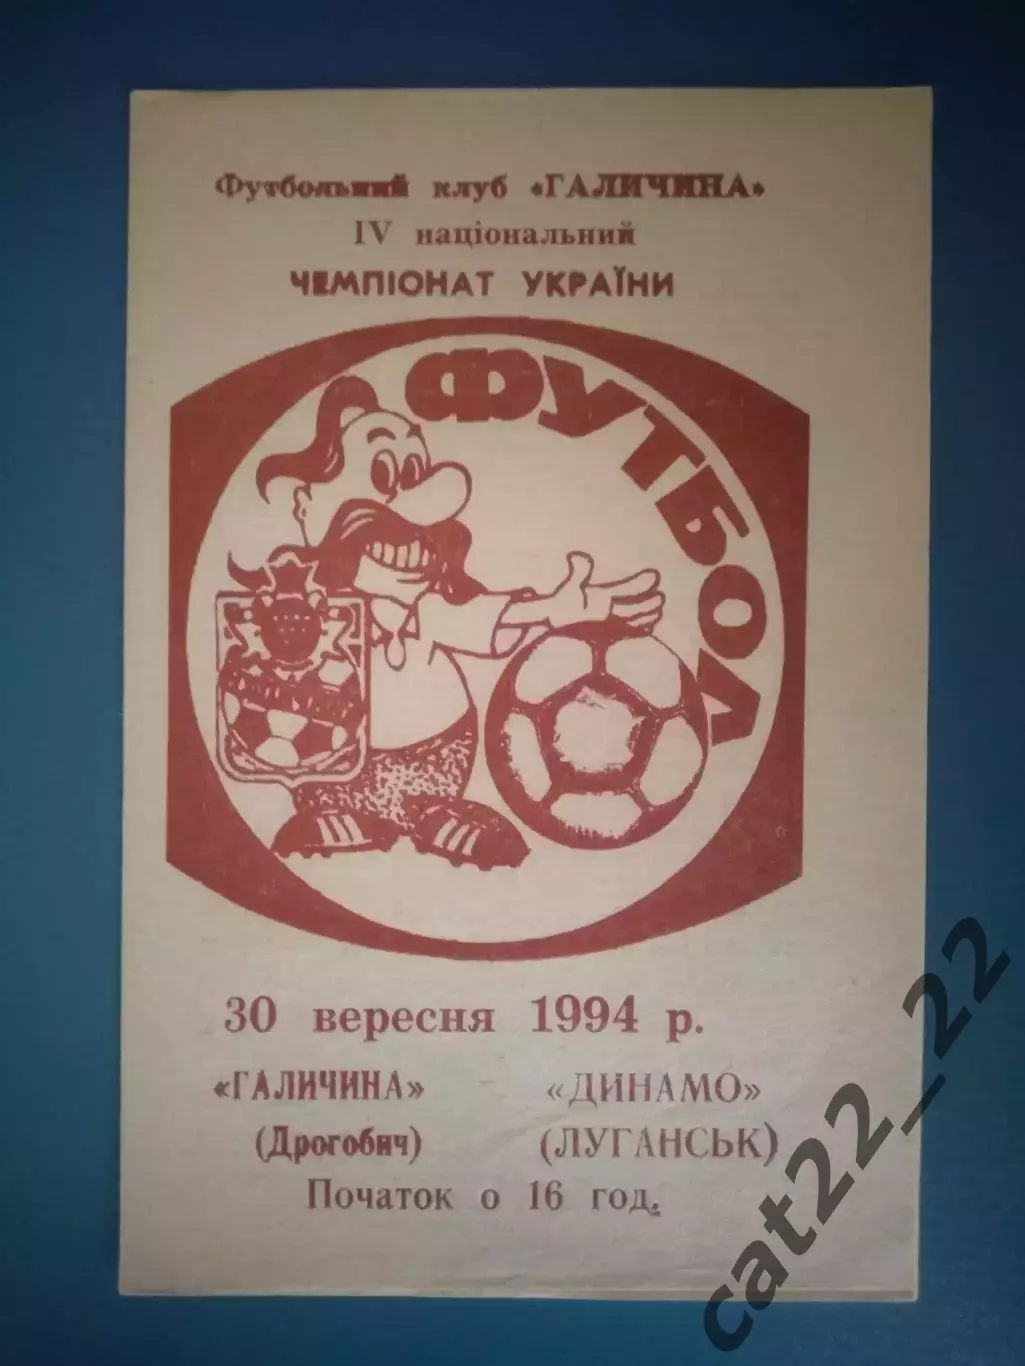 Футбольний клуб «ГАЛИЧИНА»
IV національний
ЧЕМПІОНАТ УКРАЇНИ
ФУТБОЛ
30 вересня 1994 р.
«ГАЛИЧИНА» «ДИНАМО»
(Дрогобич) (ЛУГАНСЬК)
Початок о 16 год.
cat22_22